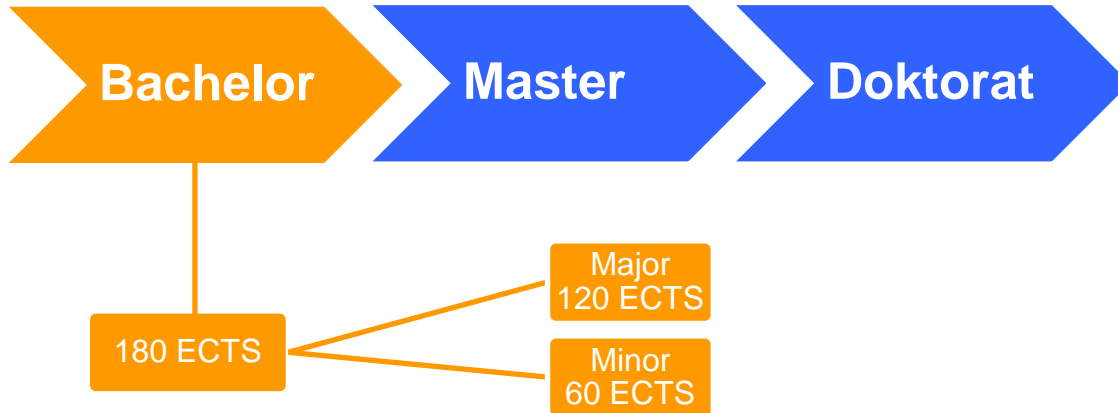 Bachelor
Master
Doktorat
180 ECTS
Major
120 ECTS
Minor
60 ECTS